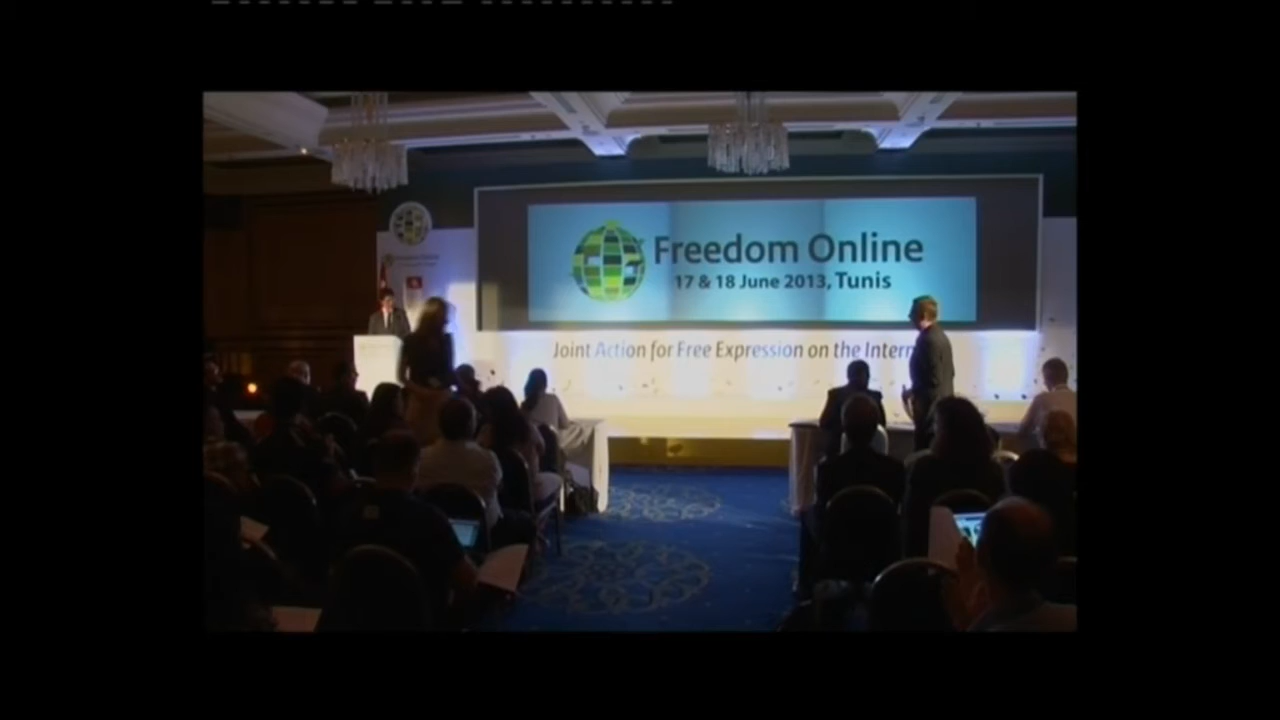 Freedom Online
17 & 18 June 2013, Tunis
Joint Action for Free Expression on the Intern